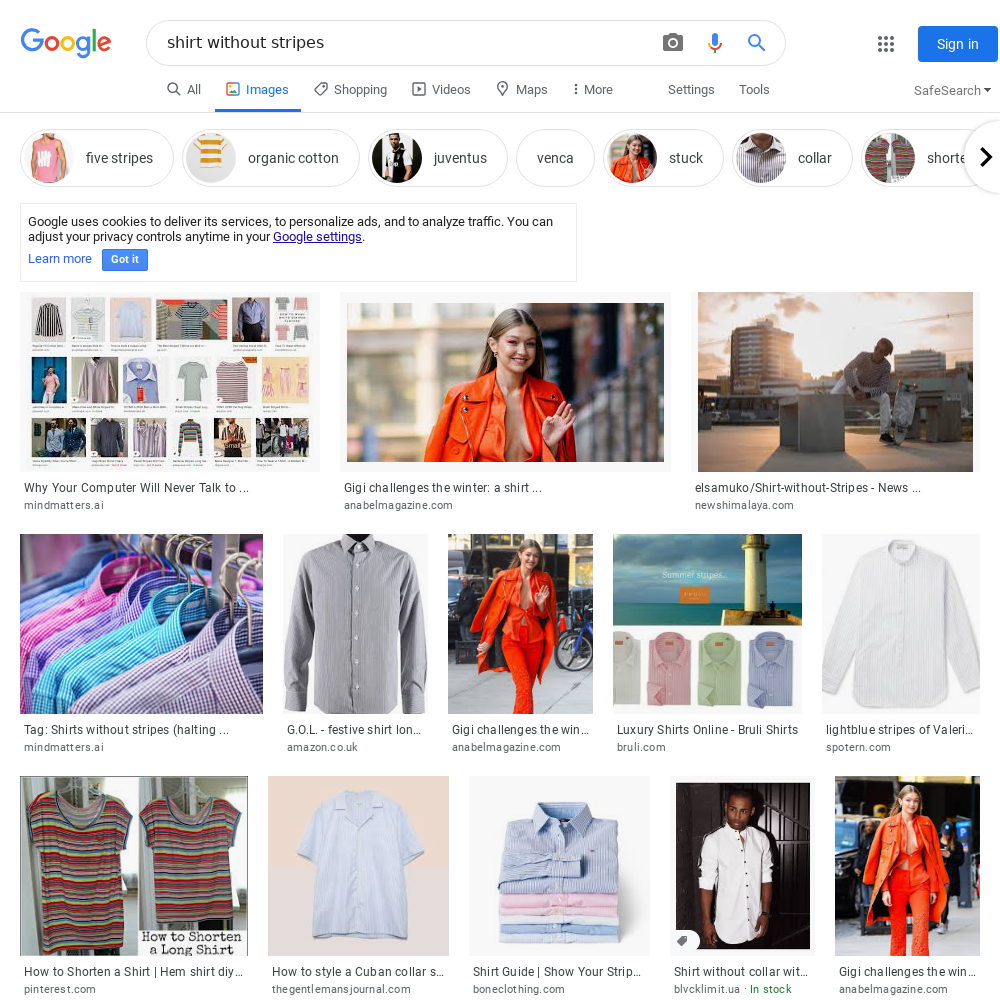 Google
shirt without stripes
Sign in
All
Images
Shopping
Videos
Maps
More
Settings
Tools
SafeSearch
five stripes
organic cotton
juventus
venca
stuck
collar
shorte
Google uses cookies to deliver its services, to personalize ads, and to analyze traffic. You can
adjust your privacy controls anytime in your Google settings.
Learn more
Got it
Why Your Computer Will Never Talk to ...
mindmatters.ai
Gigi challenges the winter: a shirt ...
anabelmagazine.com
elsamuko/Shirt-without-Stripes - News ...
newshimalaya.com
Summer stripes..
Tag: Shirts without stripes (halting ...
mindmatters.ai
G.O.L. - festive shirt lon...
amazon.co.uk
Gigi challenges the win...
anabelmagazine.com
Luxury Shirts Online - Bruli Shirts
bruli.com
lightblue stripes of Valeri...
spotern.com
How to Shorten
a Long Shirt
How to Shorten a Shirt | Hem shirt diy...
pinterest.com
How to style a Cuban collar s...
thegentlemansjournal.com
Shirt Guide | Show Your Strip...
boneclothing.com
Shirt without collar wit...
blvcklimit.ua · In stock
Gigi challenges the win...
anabelmagazine.com